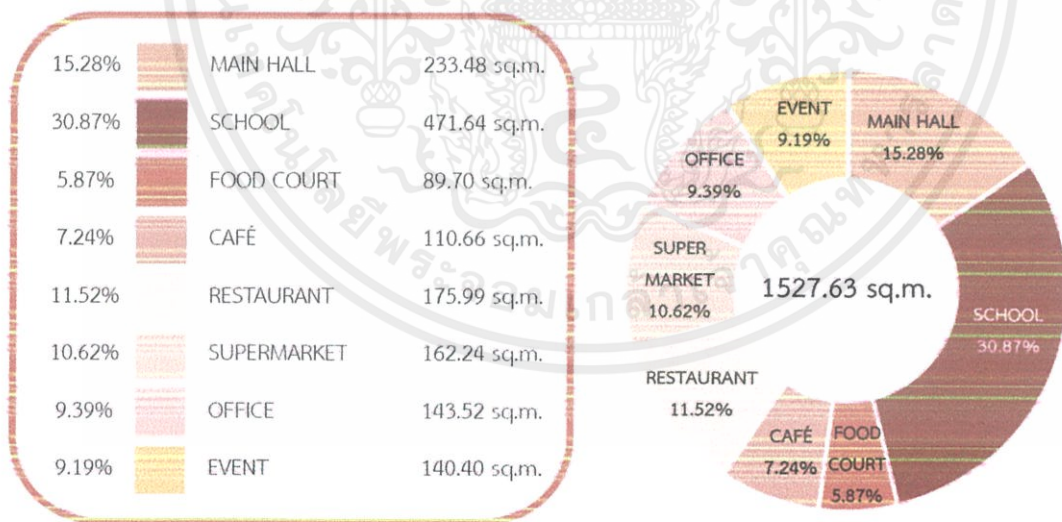 15.28% MAIN HALL 233.48 sq.m.
30.87% SCHOOL 471.64 sq.m.
5.87% FOOD COURT 89.70 sq.m.
7.24% CAFÉ 110.66 sq.m.
11.52% RESTAURANT 175.99 sq.m.
10.62% SUPERMARKET 162.24 sq.m.
9.39% OFFICE 143.52 sq.m.
9.19% EVENT 140.40 sq.m.
EVENT
9.19%
MAIN HALL
15.28%
OFFICE
9.39%
SUPER
MARKET
10.62%
1527.63 sq.m.
SCHOOL
30.87%
RESTAURANT
11.52%
CAFÉ
7.24%
FOOD
COURT
5.87%